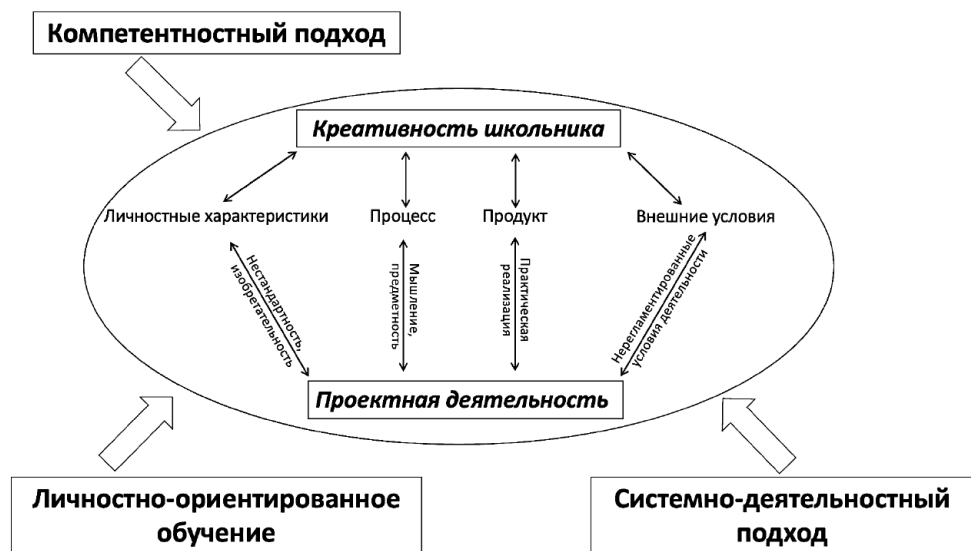 Компетентностный подход
Креативность школьника
Личностные характеристики
Процесс
Продукт
Внешние условия
Нестандартность,
изобретательность
Мышление,
предметность
Практическая
реализация
Нерегламентированные
условия деятельности
Проектная деятельность
Личностно-ориентированное
обучение
Системно-деятельностный
подход